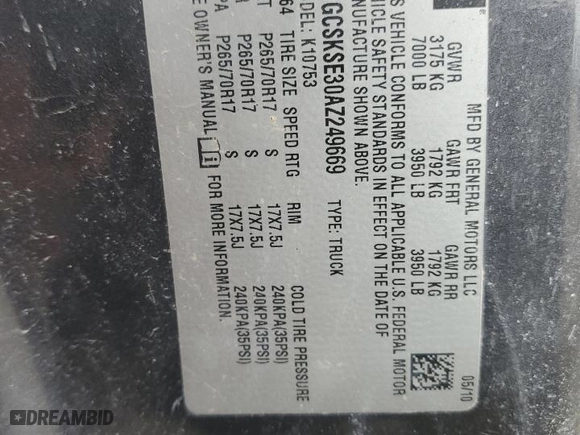 MFD BY GENERAL MOTORS LLC 05/10
GVWR GAWR FRT GAWR RR
3175 KG 1792 KG 1792 KG
7000 LB 3950 LB 3950 LB
S VEHICLE CONFORMS TO ALL APPLICABLE U.S. FEDERAL MOTOR
HICLE SAFETY STANDARDS IN EFFECT ON THE DATE OF
NUFACTURE SHOWN ABOVE.
GCSKSE30AZ249669 TYPE: TRUCK
DEL: K10753
64 TIRE SIZE SPEED RTG RIM COLD TIRE PRESSURE
T P265/70R17 S 17X7.5J 240KPA(35PSI)
P265/70R17 S 17X7.5J 240KPA(35PSI)
PA P265/70R17 S 17X7.5J 240KPA(35PSI)
E OWNER'S MANUAL FOR MORE INFORMATION.
DREAMBID